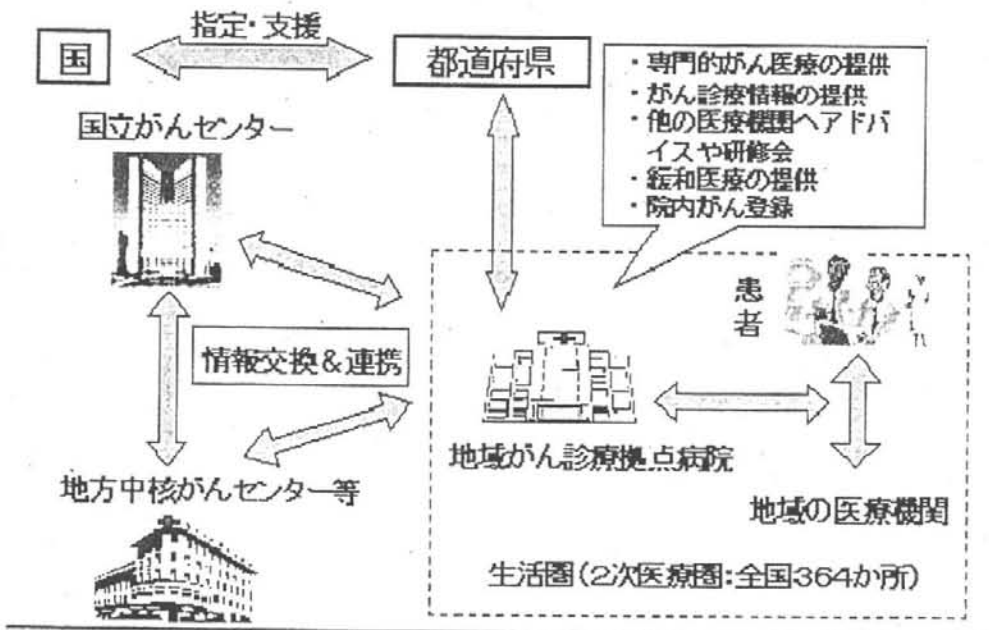 指定・支援
国
都道府県
・専門的がん医療の提供
・がん診療情報の提供
・他の医療機関へアドバ
イスや研修会
・緩和医療の提供
・院内がん登録
国立がんセンター
患
者
情報交換&連携
地域がん診療拠点病院
地方中核がんセンター等
地域の医療機関
生活圏(2次医療圏:全国364か所)